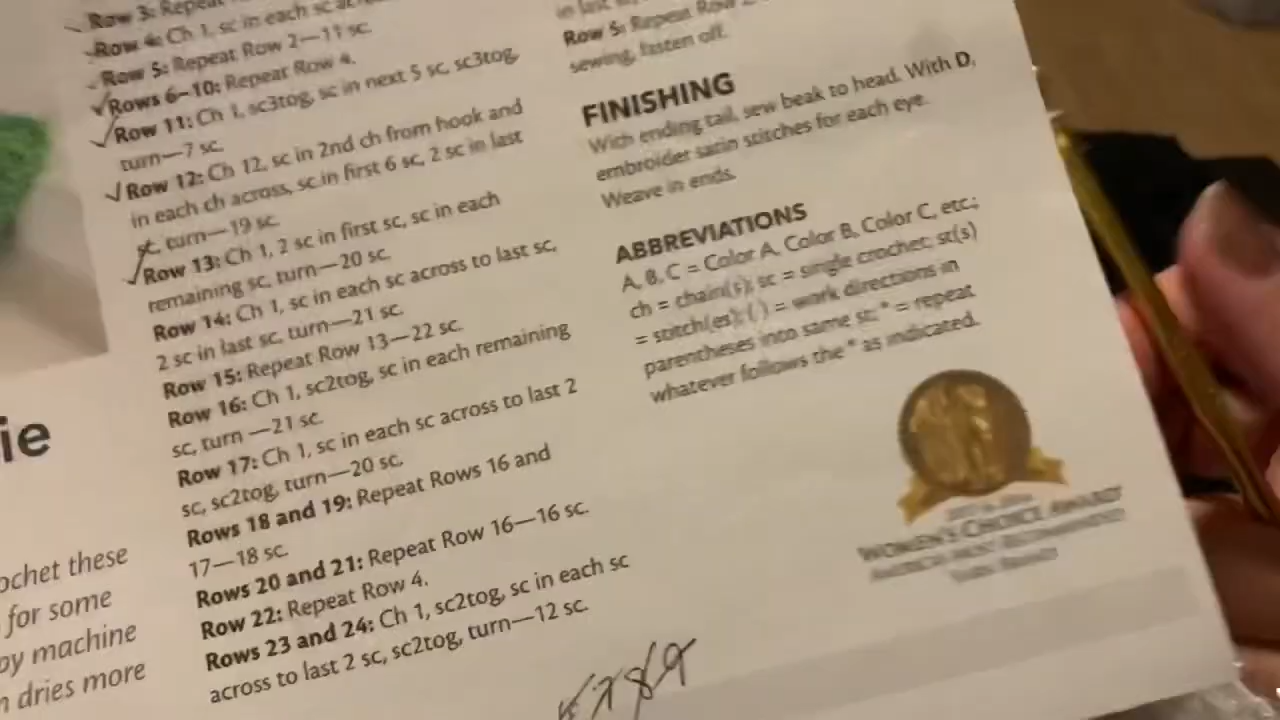 Row 3: Repeat
Row 4: Ch 1, sc in each sc
Row 5: Repeat Row 2—11 sc.
Rows 6–10: Repeat Row 4.
Row 11: Ch 1, sc3tog, sc in next 5 sc, sc3tog,
turn—7 sc.
Row 12: Ch 12, sc in 2nd ch from hook and
in each ch across, sc in first 6 sc, 2 sc in last
sc, turn—19 sc.
Row 13: Ch 1, 2 sc in first sc, sc in each
remaining sc, turn—20 sc.
Row 14: Ch 1, sc in each sc across to last sc,
2 sc in last sc, turn—21 sc.
Row 15: Repeat Row 13—22 sc.
Row 16: Ch 1, sc2tog, sc in each remaining
sc, turn —21 sc.
Row 17: Ch 1, sc in each sc across to last 2
sc, sc2tog, turn—20 sc.
Rows 18 and 19: Repeat Rows 16 and
17—18 sc.
Rows 20 and 21: Repeat Row 16—16 sc.
Row 22: Repeat Row 4.
Rows 23 and 24: Ch 1, sc2tog, sc in each sc
across to last 2 sc, sc2tog, turn—12 sc.
in last
Row 5: Repeat Row
sewing, fasten off.
FINISHING
With ending tail, sew beak to head. With D,
embroider satin stitches for each eye.
Weave in ends.
ABBREVIATIONS
A, B, C = Color A, Color B, Color C, etc.;
ch = chain(s); sc = single crochet; st(s)
= stitch(es); ( ) = work directions in
parentheses into same st; * = repeat
whatever follows the * as indicated.
WOMEN'S CHOICE AWARD
AMERICA'S MOST RECOMMENDED
ie
ochet these
for some
by machine
dries more
789